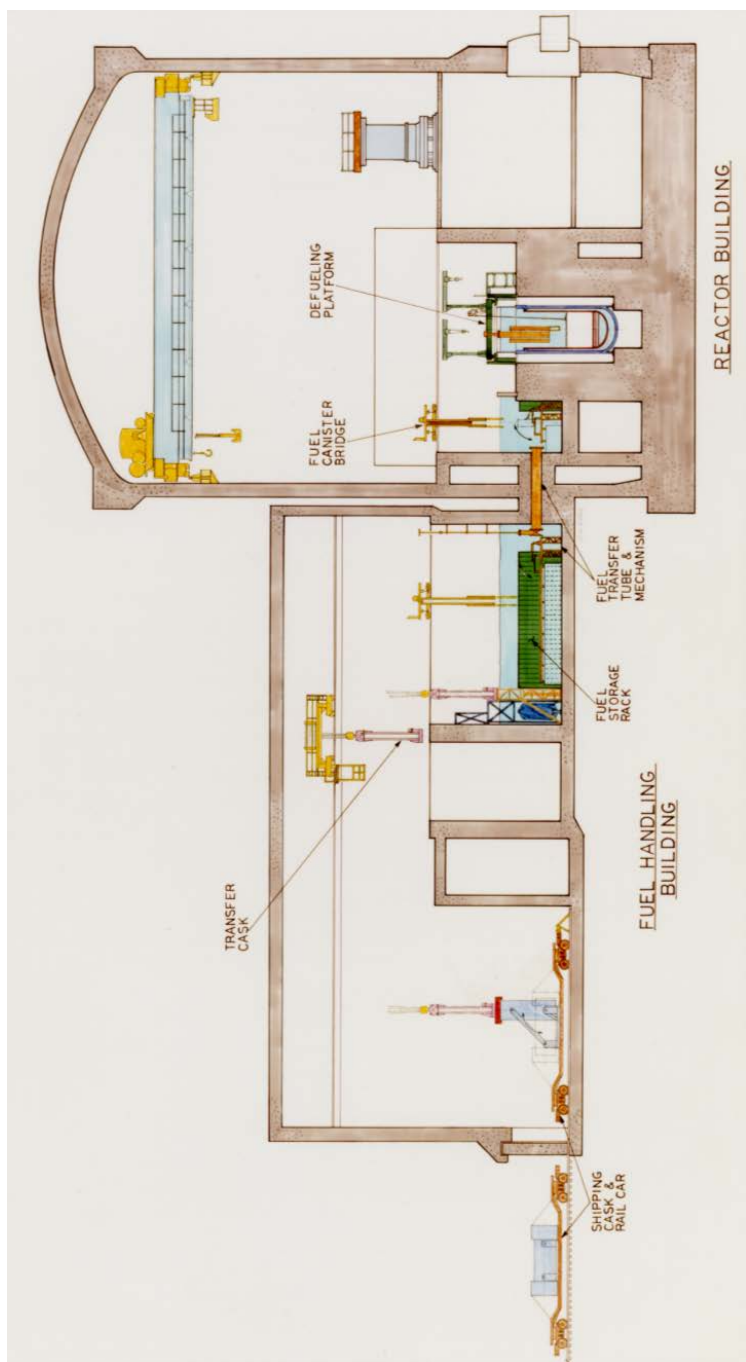 TRANSFER
CASK
FUEL
CANISTER
BRIDGE
DEFUELING
PLATFORM
SHIPPING
CASK &
RAIL CAR
FUEL
STORAGE
RACK
FUEL
TRANSFER
TUBE &
MECHANISM
FUEL HANDLING
BUILDING
REACTOR BUILDING